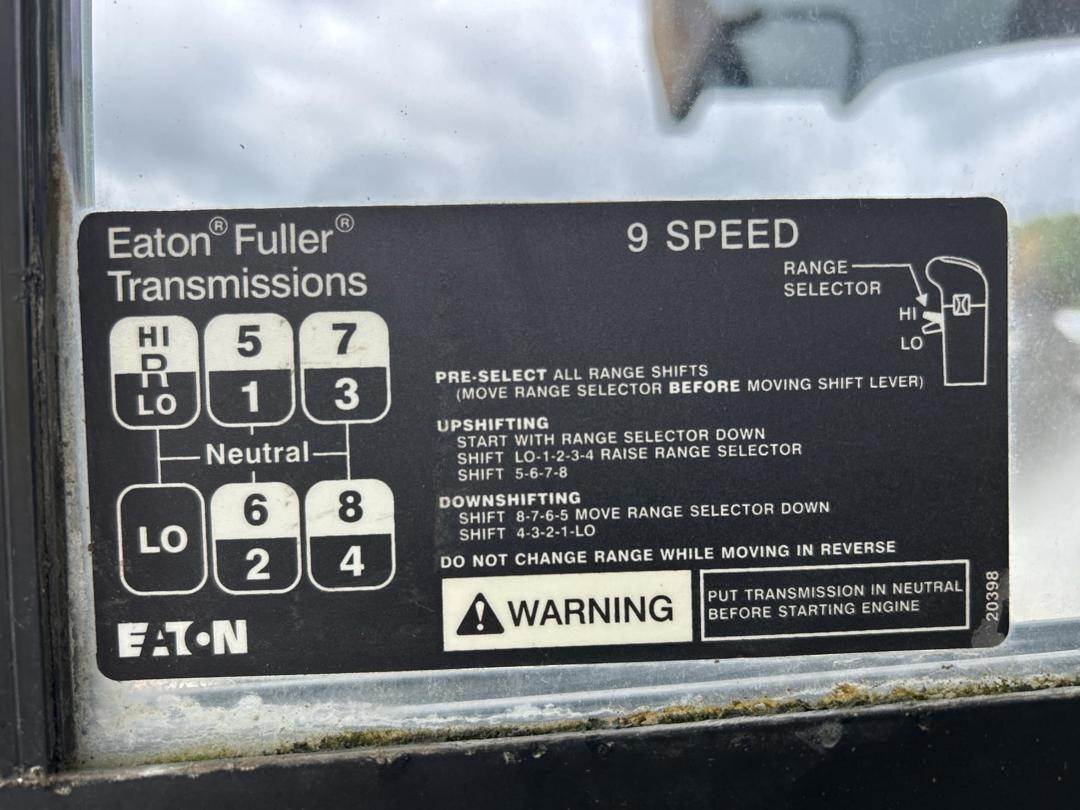 Eaton® Fuller®
Transmissions
9 SPEED
RANGE
SELECTOR
HI
LO
HI
R
LO
5
1
7
3
Neutral
LO
6
2
8
4
PRE-SELECT ALL RANGE SHIFTS
(MOVE RANGE SELECTOR BEFORE MOVING SHIFT LEVER)
UPSHIFTING
START WITH RANGE SELECTOR DOWN
SHIFT LO-1-2-3-4 RAISE RANGE SELECTOR
SHIFT 5-6-7-8
DOWNSHIFTING
SHIFT 8-7-6-5 MOVE RANGE SELECTOR DOWN
SHIFT 4-3-2-1-LO
DO NOT CHANGE RANGE WHILE MOVING IN REVERSE
WARNING
PUT TRANSMISSION IN NEUTRAL
BEFORE STARTING ENGINE
20398
EATON